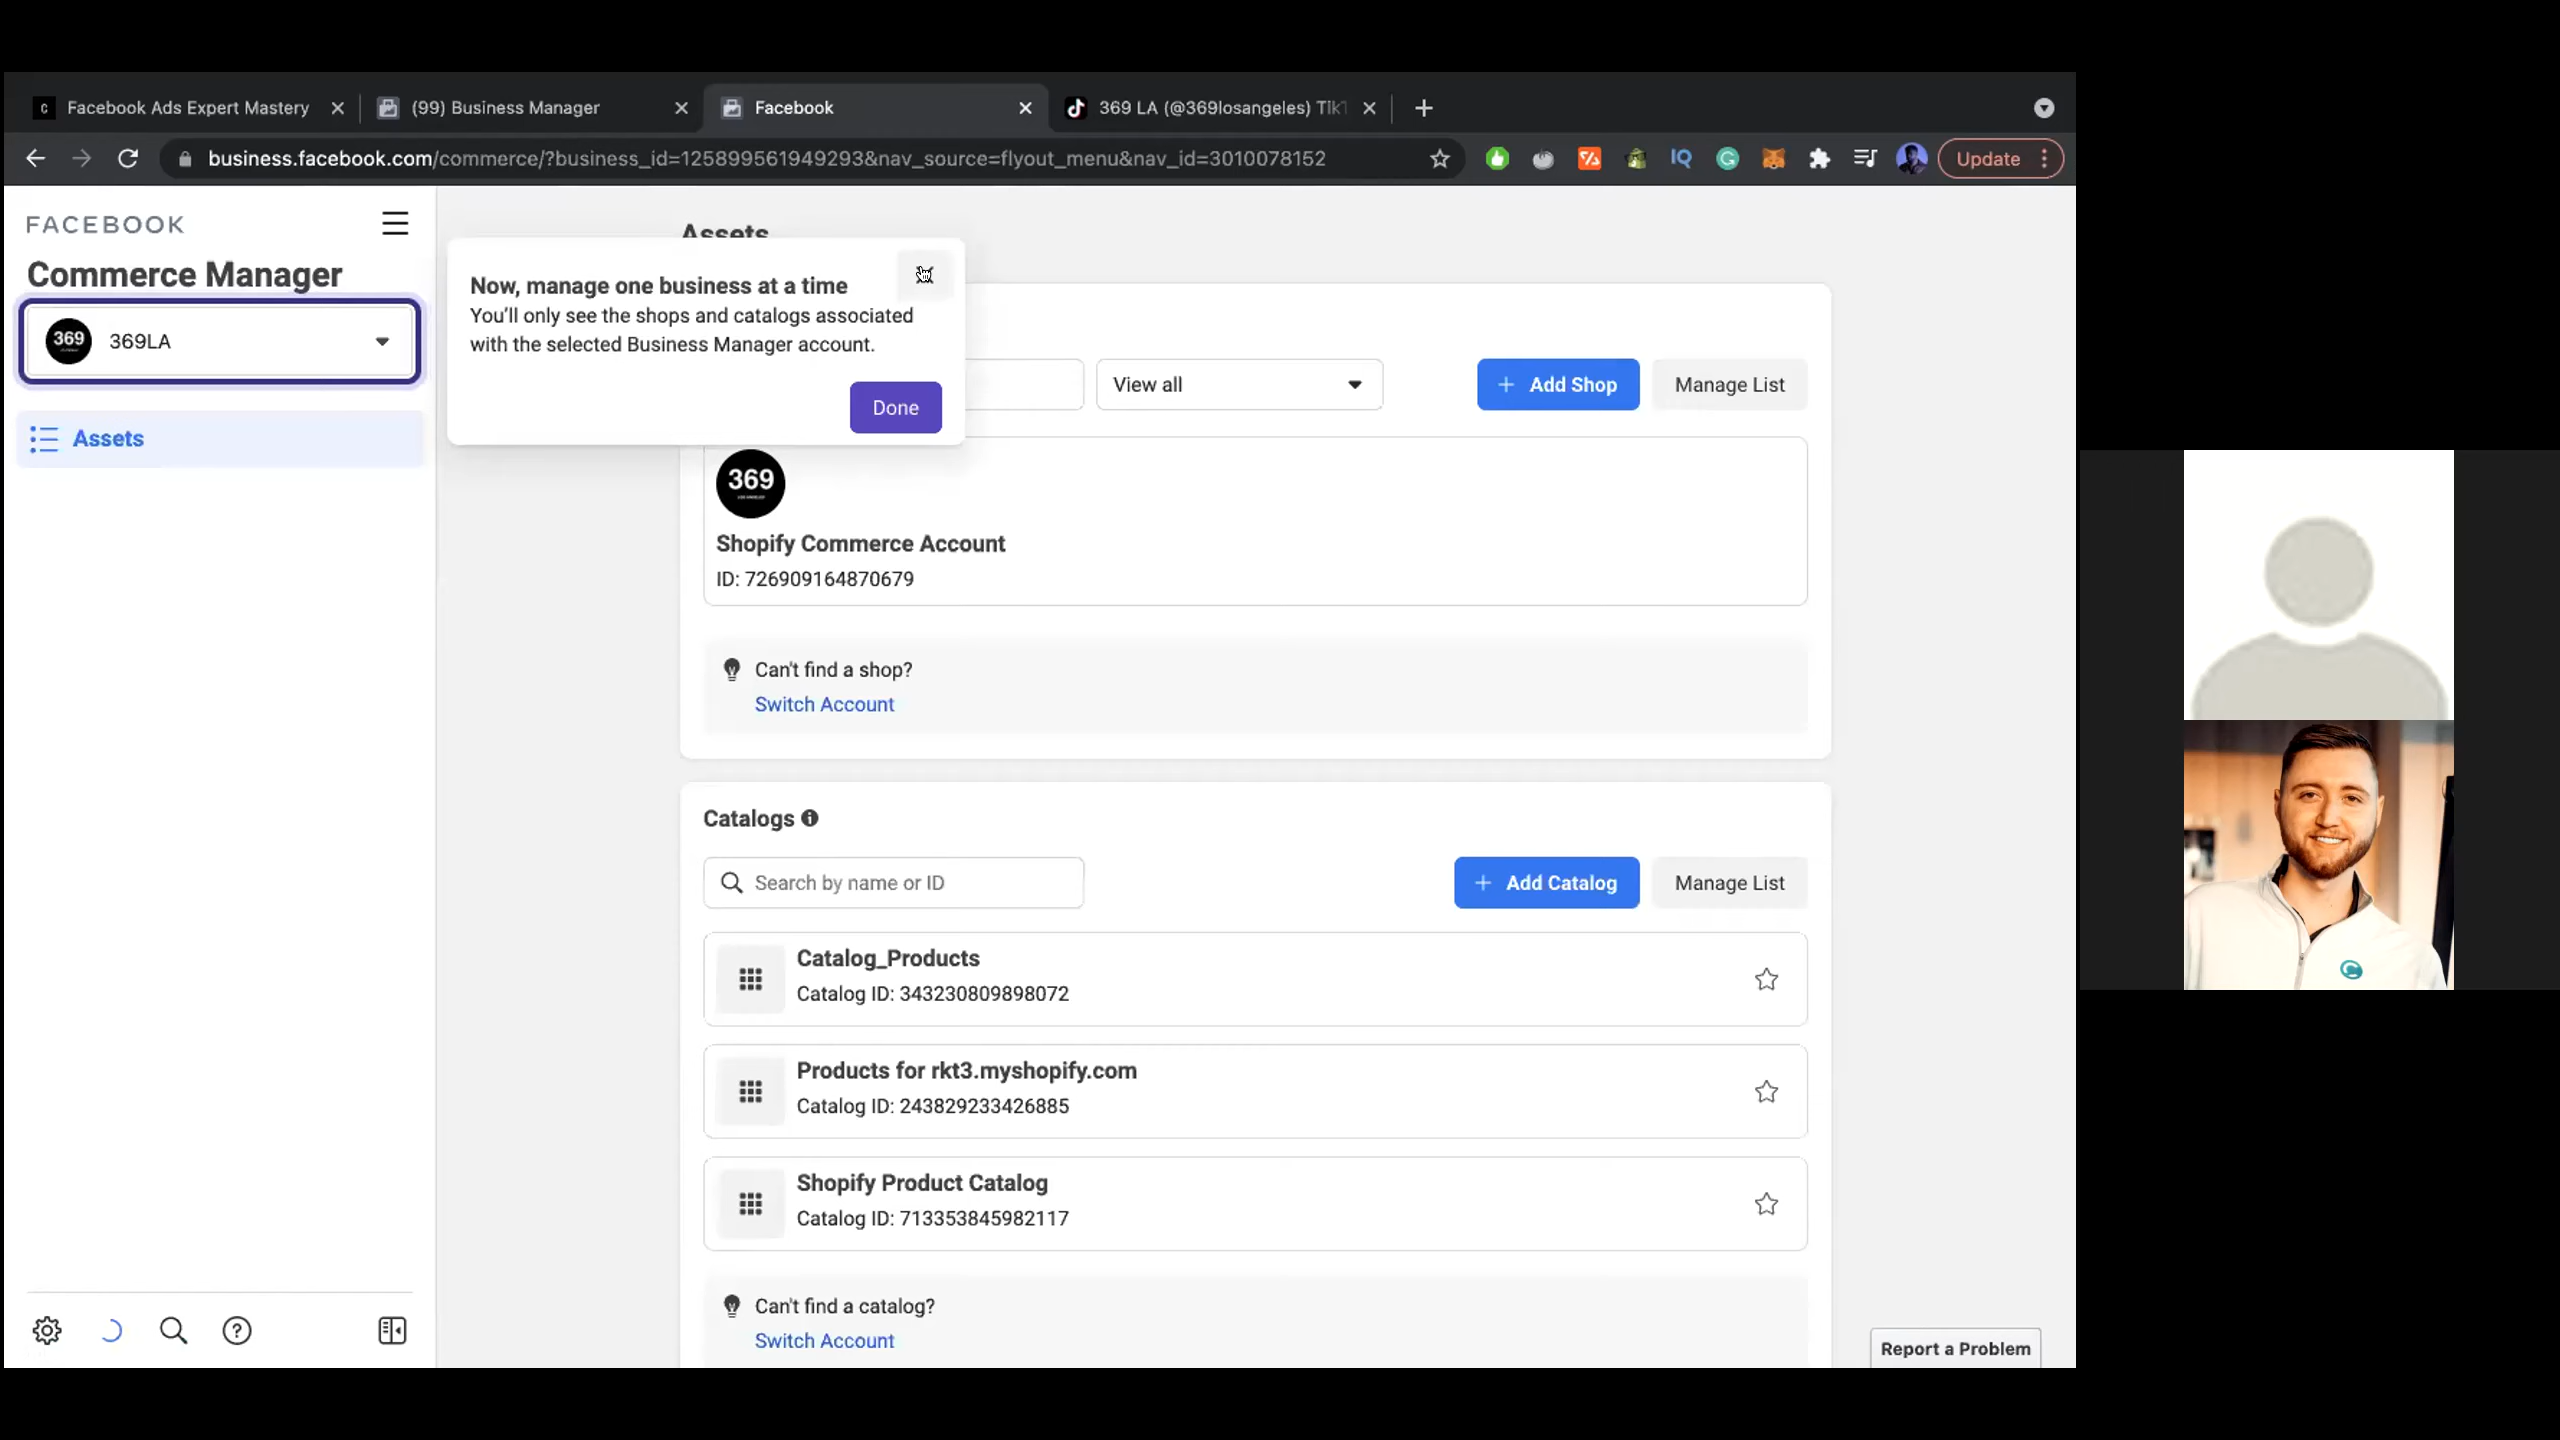 Facebook Ads Expert Mastery
(99) Business Manager
Facebook
369 LA (@369losangeles) TikT
business.facebook.com/commerce/?business_id=125899561949293&nav_source=flyout_menu&nav_id=3010078152
Update
FACEBOOK
Commerce Manager
369
369LA
Assets
Assets
Now, manage one business at a time
You'll only see the shops and catalogs associated
with the selected Business Manager account.
Done
View all
Add Shop
Manage List
369
LOS ANGELES
Shopify Commerce Account
ID: 726909164870679
Can't find a shop?
Switch Account
Catalogs
Search by name or ID
Add Catalog
Manage List
Catalog_Products
Catalog ID: 343230809898072
Products for rkt3.myshopify.com
Catalog ID: 243829233426885
Shopify Product Catalog
Catalog ID: 713353845982117
Can't find a catalog?
Switch Account
Report a Problem